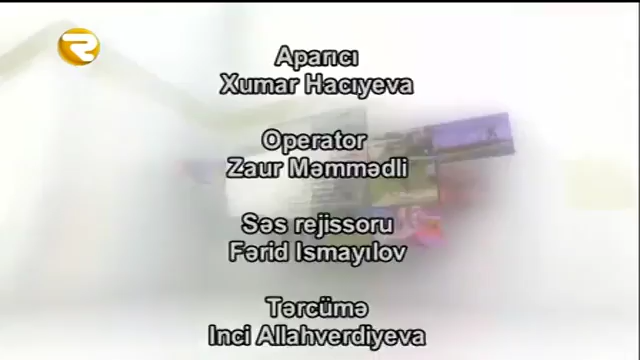 Aparıcı
Xumar Hacıyeva
Operator
Zaur Məmmədli
Səs rejissoru
Fərid Ismayılov
Tərcümə
Inci Allahverdiyeva